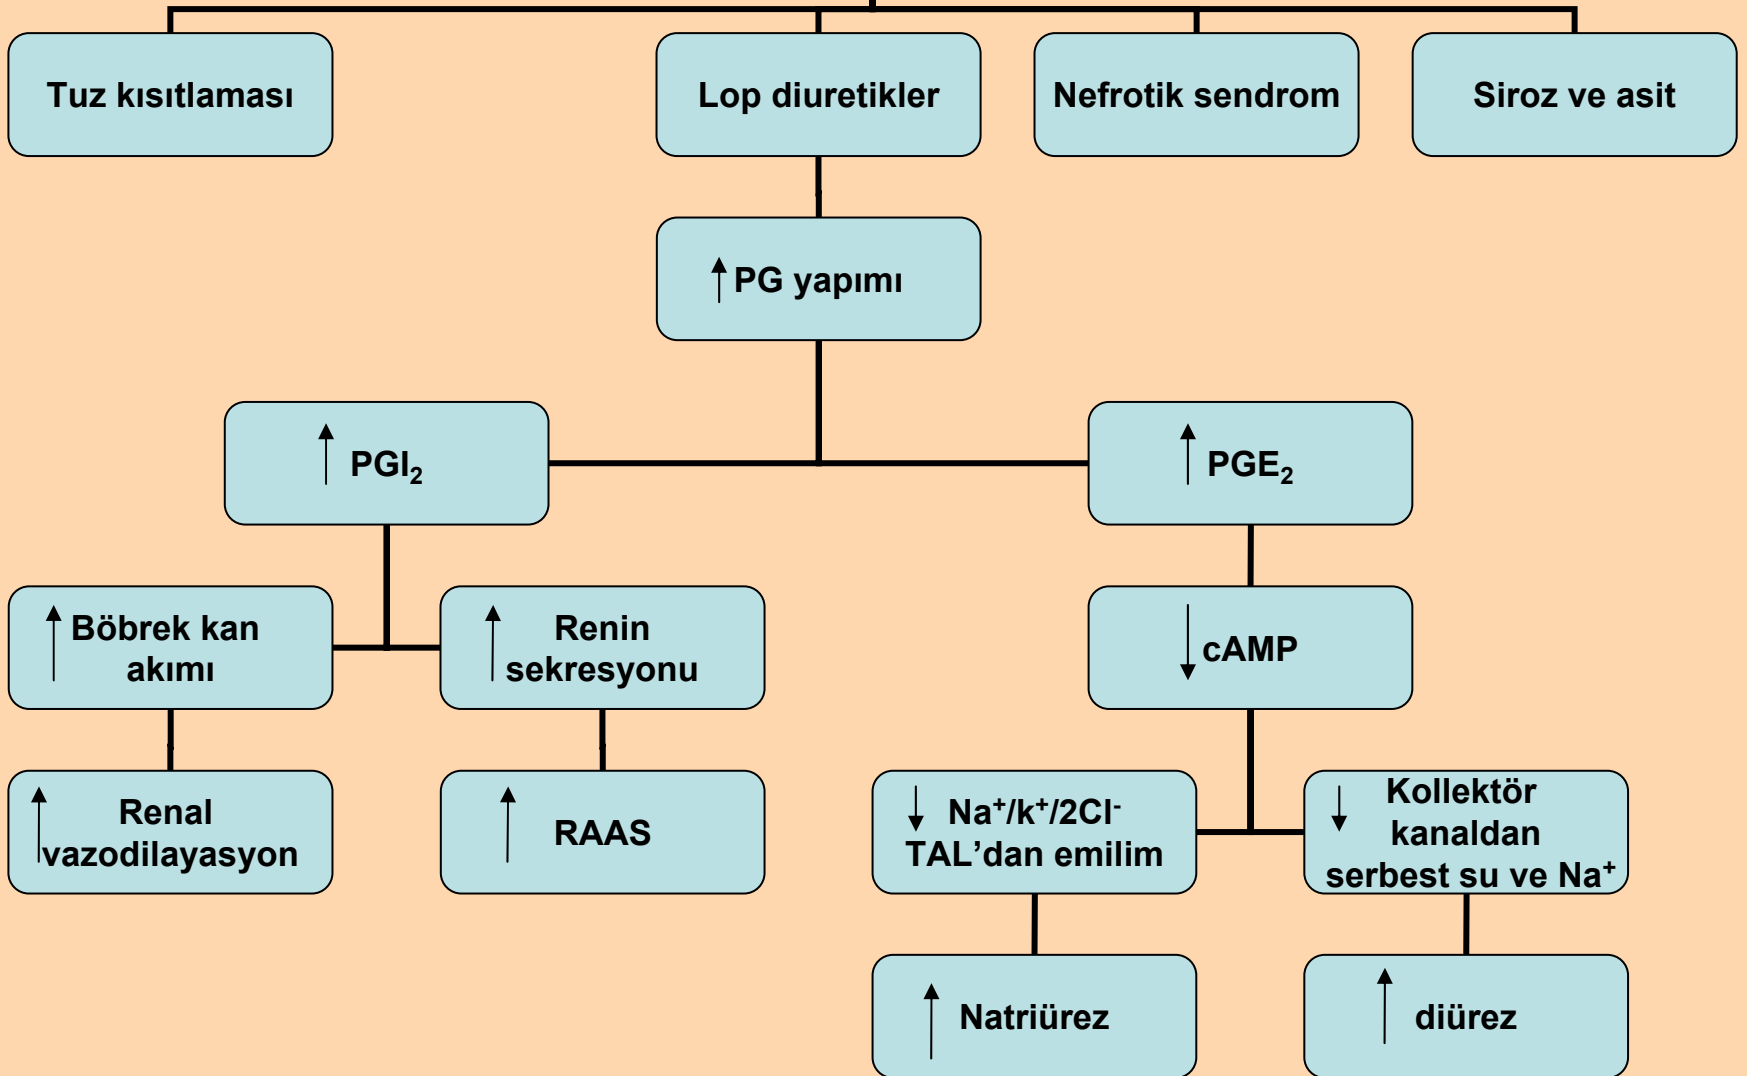 Tuz kısıtlaması
Lop diuretikler
Nefrotik sendrom
Siroz ve asit
↑ PG yapımı
↑ PGI₂
↑ PGE₂
↑ Böbrek kan
akımı
↑ Renin
sekresyonu
↓ cAMP
↑ Renal
vazodilayasyon
↑ RAAS
↓ Na⁺/k⁺/2Cl⁻
TAL’dan emilim
↓ Kollektör
kanaldan
serbest su ve Na⁺
↑ Natriürez
↑ diürez